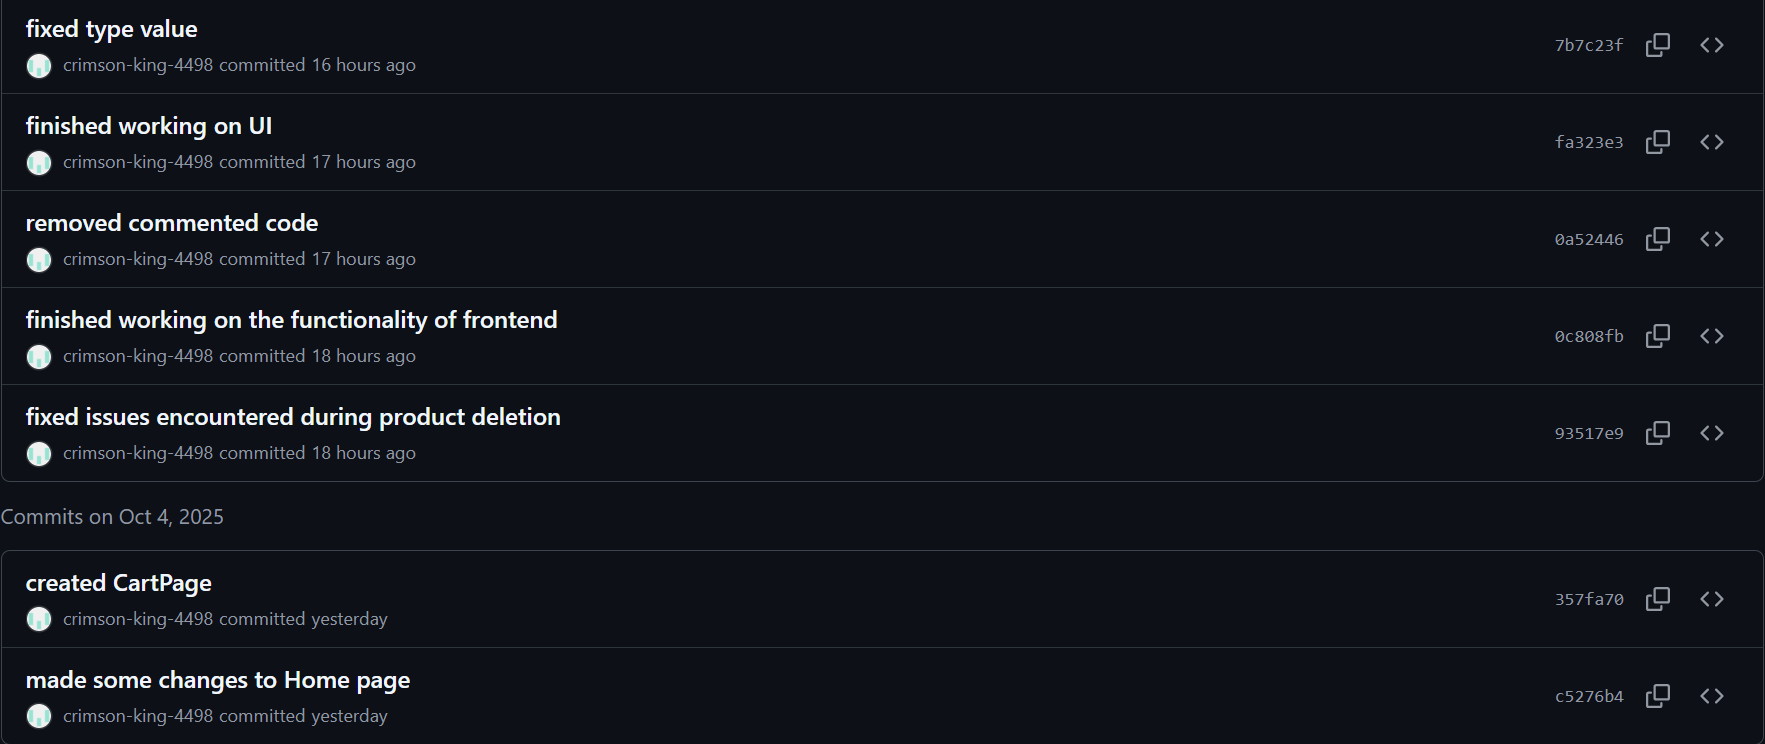 fixed type value
crimson-king-4498 committed 16 hours ago
7b7c23f
finished working on UI
crimson-king-4498 committed 17 hours ago
fa323e3
removed commented code
crimson-king-4498 committed 17 hours ago
0a52446
finished working on the functionality of frontend
crimson-king-4498 committed 18 hours ago
0c808fb
fixed issues encountered during product deletion
crimson-king-4498 committed 18 hours ago
93517e9
Commits on Oct 4, 2025
created CartPage
crimson-king-4498 committed yesterday
357fa70
made some changes to Home page
crimson-king-4498 committed yesterday
c5276b4